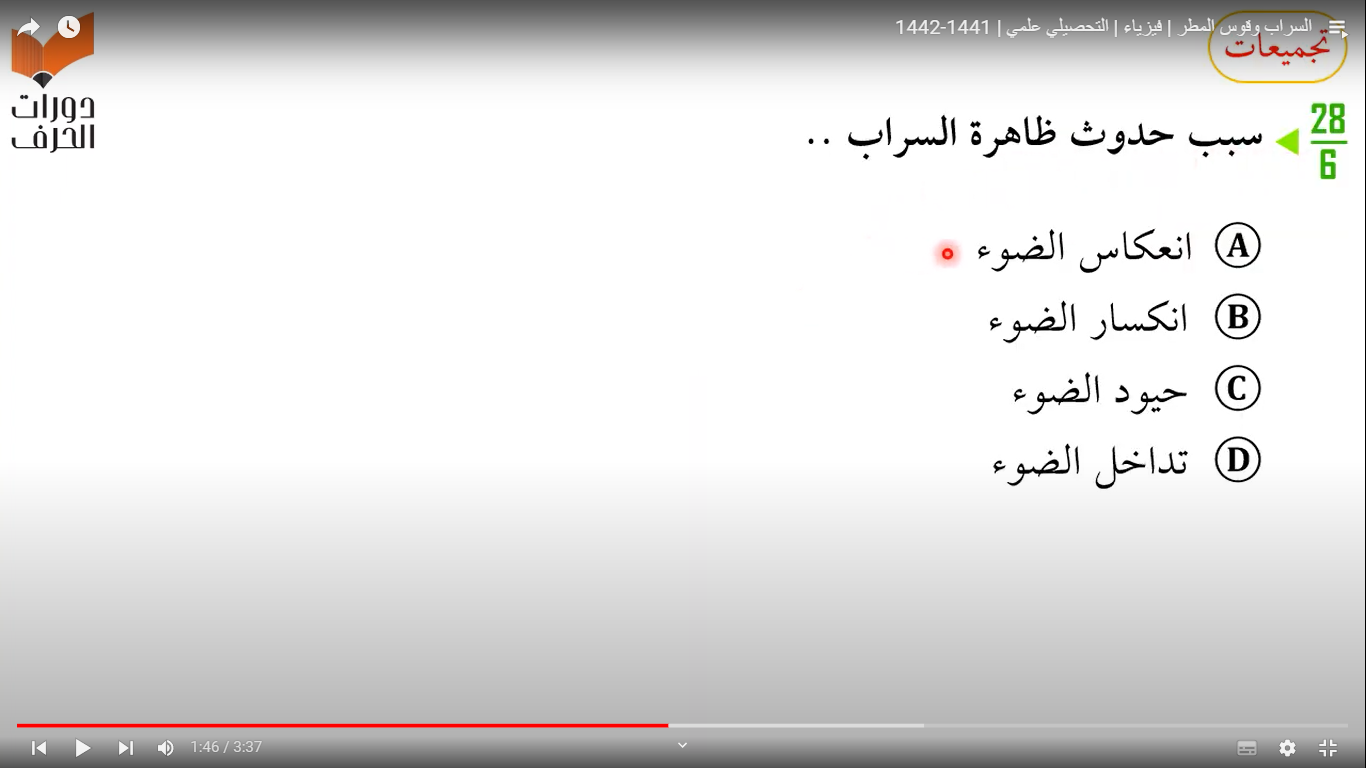 السراب وقوس المطر | فيزياء | التحصيلي علمي | 1441-1442
تجميعات
دورات
الحرف
28
6
سبب حدوث ظاهرة السراب ..
A انعكاس الضوء
B انكسار الضوء
C حيود الضوء
D تداخل الضوء
1:46 / 3:37